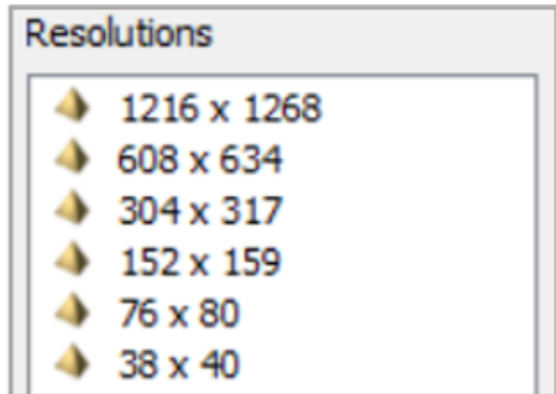 Resolutions
1216 x 1268
608 x 634
304 x 317
152 x 159
76 x 80
38 x 40